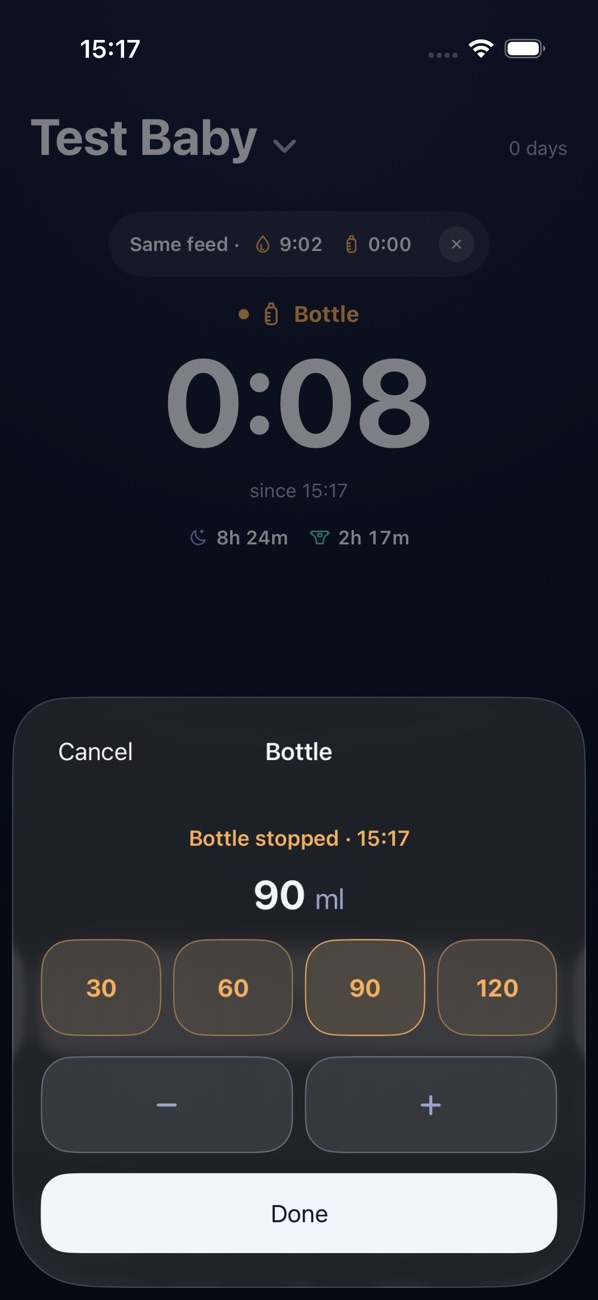 15:17
Test Baby
0 days
Same feed · 9:02 0:00 ×
Bottle
0:08
since 15:17
8h 24m 2h 17m
Cancel Bottle
Bottle stopped · 15:17
90 ml
30 60 90 120
− +
Done